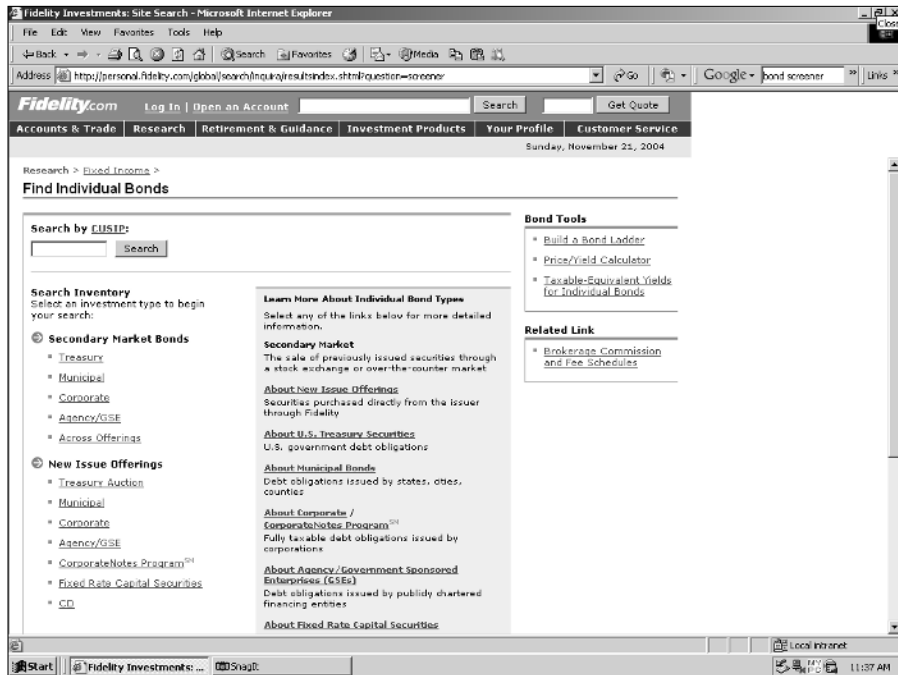 Fidelity Investments: Site Search - Microsoft Internet Explorer
Close
File Edit View Favorites Tools Help
Back Search Favorites Media
Address http://personal.fidelity.com/global/search/inquira/resultsindex.shtml?question=screener Go Google bond screener » Links »
Fidelity.com Log In | Open an Account Search Get Quote
Accounts & Trade Research Retirement & Guidance Investment Products Your Profile Customer Service
Sunday, November 21, 2004
Research > Fixed Income >
Find Individual Bonds
Search by CUSIP:
Search
Search Inventory
Select an investment type to begin
your search:
Secondary Market Bonds
Treasury
Municipal
Corporate
Agency/GSE
Across Offerings
New Issue Offerings
Treasury Auction
Municipal
Corporate
Agency/GSE
CorporateNotes Program℠
Fixed Rate Capital Securities
CD
Learn More About Individual Bond Types
Select any of the links below for more detailed
information.
Secondary Market
The sale of previously issued securities through
a stock exchange or over-the-counter market
About New Issue Offerings
Securities purchased directly from the issuer
through Fidelity
About U.S. Treasury Securities
U.S. government debt obligations
About Municipal Bonds
Debt obligations issued by states, cities,
counties
About Corporate /
CorporateNotes Program℠
Fully taxable debt obligations issued by
corporations
About Agency/Government Sponsored
Enterprises (GSEs)
Debt obligations issued by publicly chartered
financing entities
About Fixed Rate Capital Securities
Bond Tools
Build a Bond Ladder
Price/Yield Calculator
Taxable-Equivalent Yields
for Individual Bonds
Related Link
Brokerage Commission
and Fee Schedules
Local intranet
Start Fidelity Investments: ... SnagIt 11:37 AM